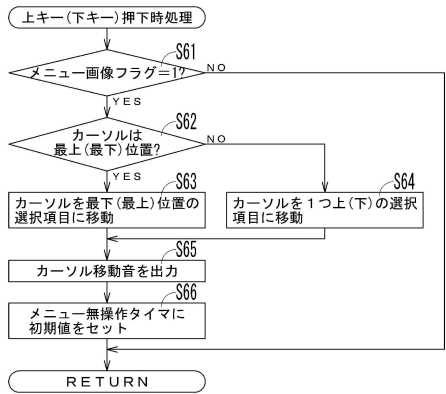 上キー(下キー)押下時処理
S61
メニュー画像フラグ=1?
NO
YES
S62
カーソルは
最上(最下)位置?
NO
YES
S63
カーソルを最下(最上)位置の
選択項目に移動
S64
カーソルを1つ上(下)の選択
項目に移動
S65
カーソル移動音を出力
S66
メニュー無操作タイマに
初期値をセット
RETURN